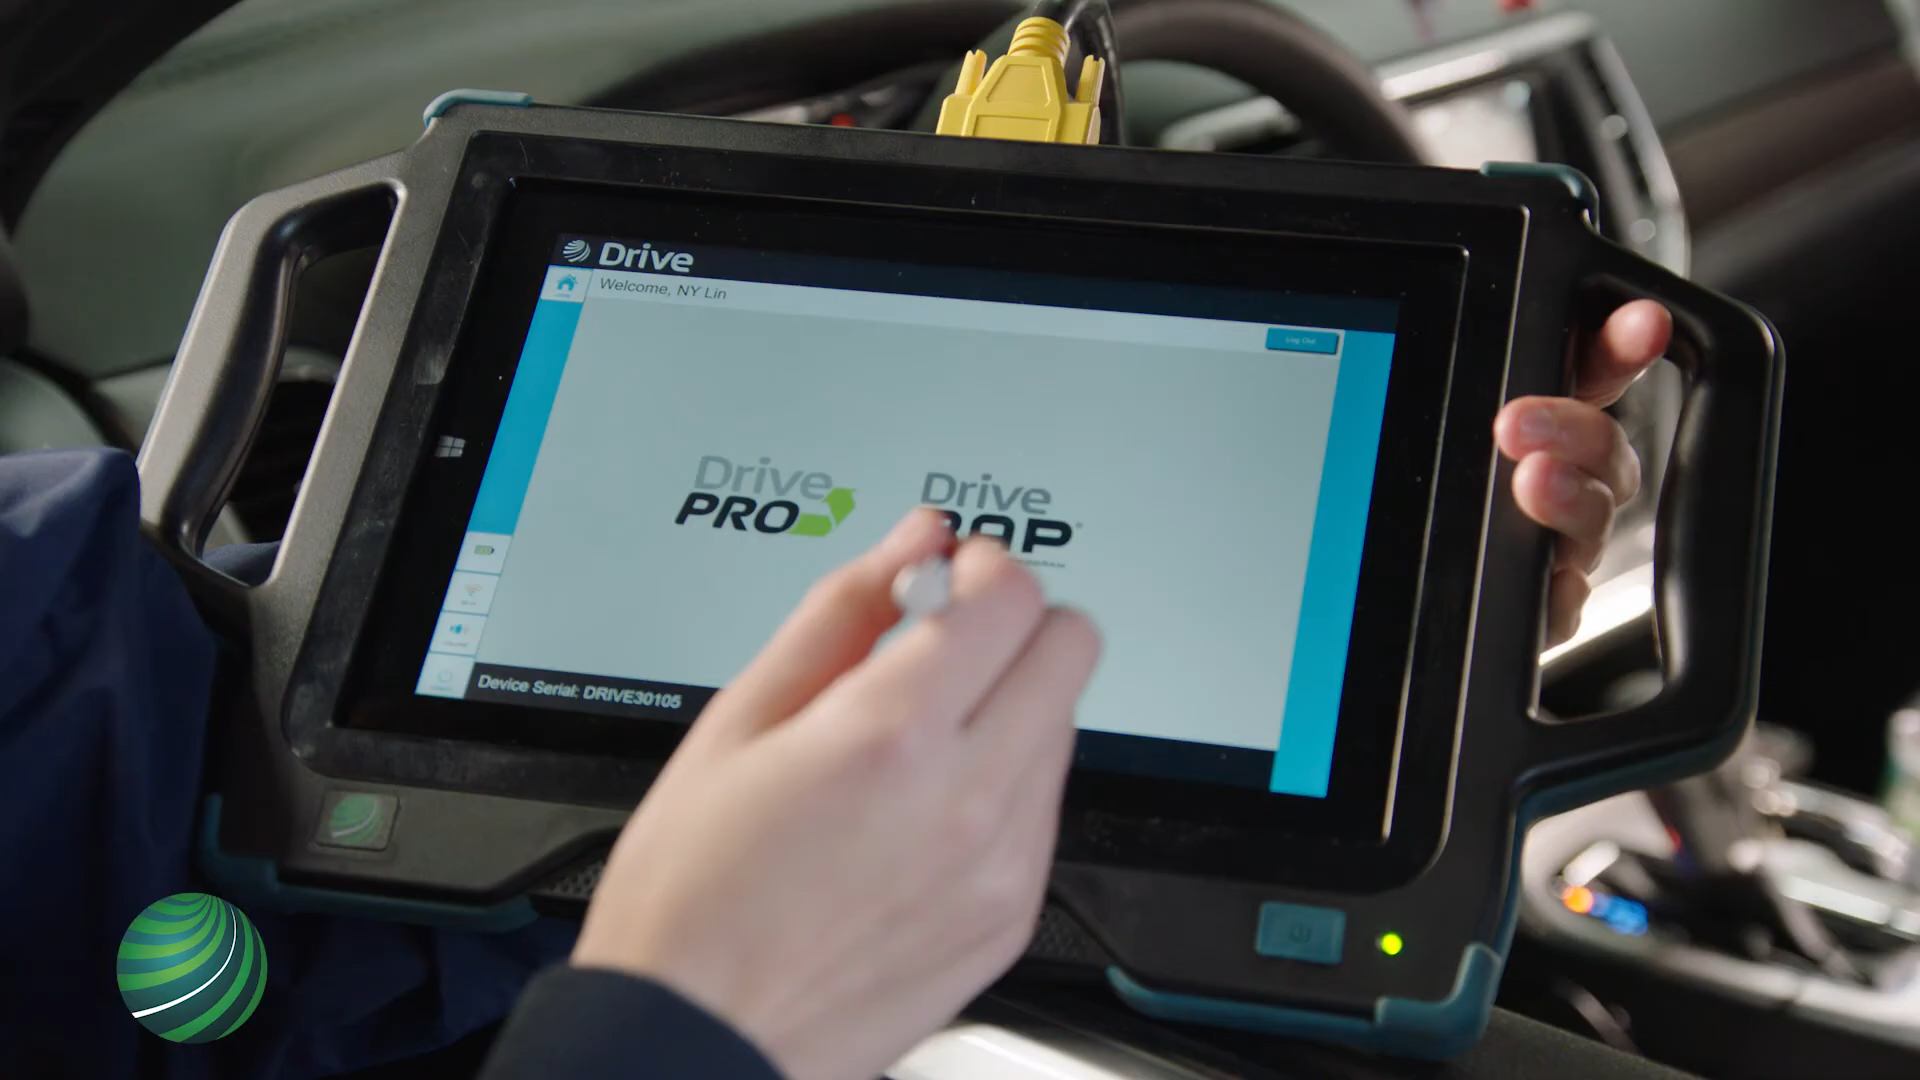 Drive
Welcome, NY Lin
Log Out
Drive
PRO
Drive
Device Serial: DRIVE30105